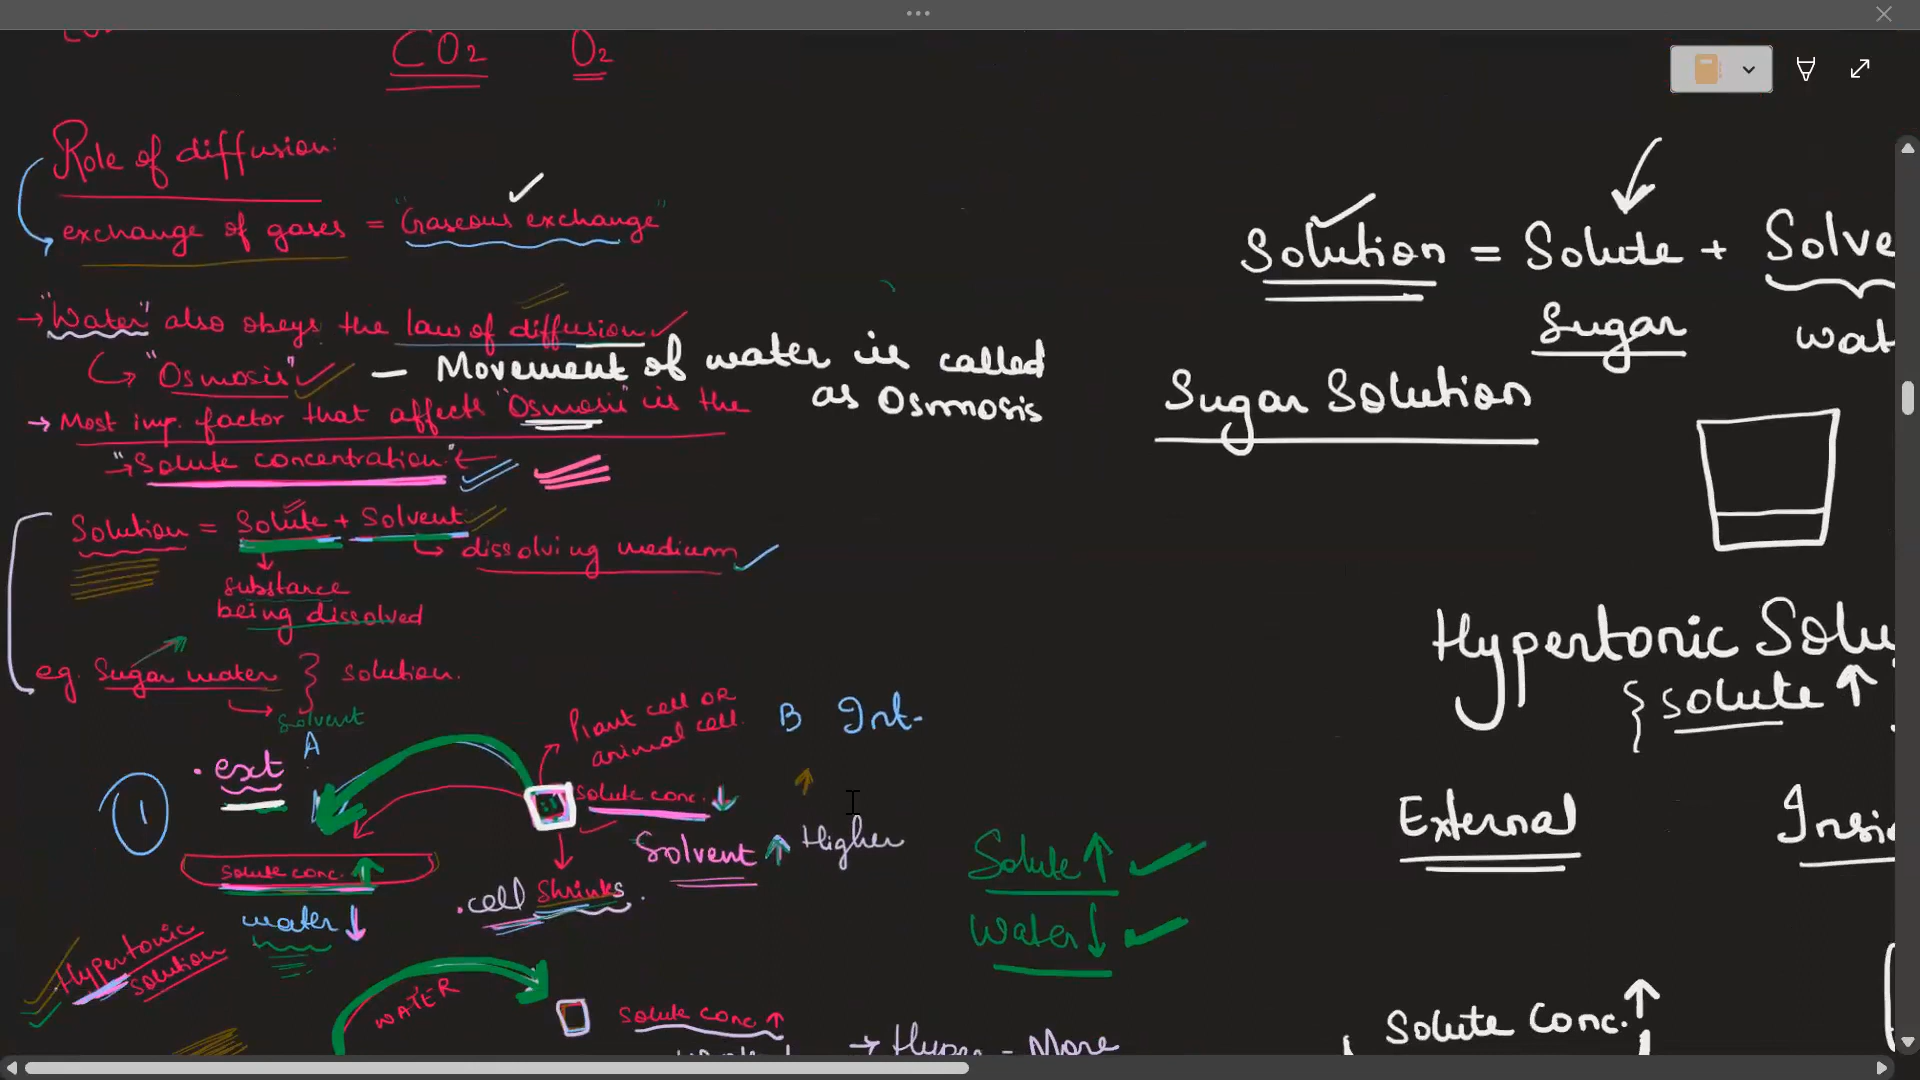 CO2 O2
Role of diffusion:
exchange of gases = "Gaseous exchange"
→ "Water" also obeys the law of diffusion
"Osmosis" — Movement of water is called
as Osmosis
→ Most imp. factor that affects "Osmosis" is the
→ "Solute concentration" ←
Solution = Solute + Solvent
→ dissolving medium
substance
being dissolved
eg. Sugar water } solution.
→ solvent
A
Plant cell OR
animal cell.
B Int.
1
. ext
solute conc. ↓
Solvent ↑ Higher
solute conc. ↑
. cell Shrinks.
water ↓
Hypertonic
solution
WATER
Solute Conc ↑
→ Hyper = More
Solute ↑
Water ↓
Solution = Solute + Solve
Sugar wat
Sugar Solution
Hypertonic Solu
} solute ↑
External Insi
Solute Conc. ↑